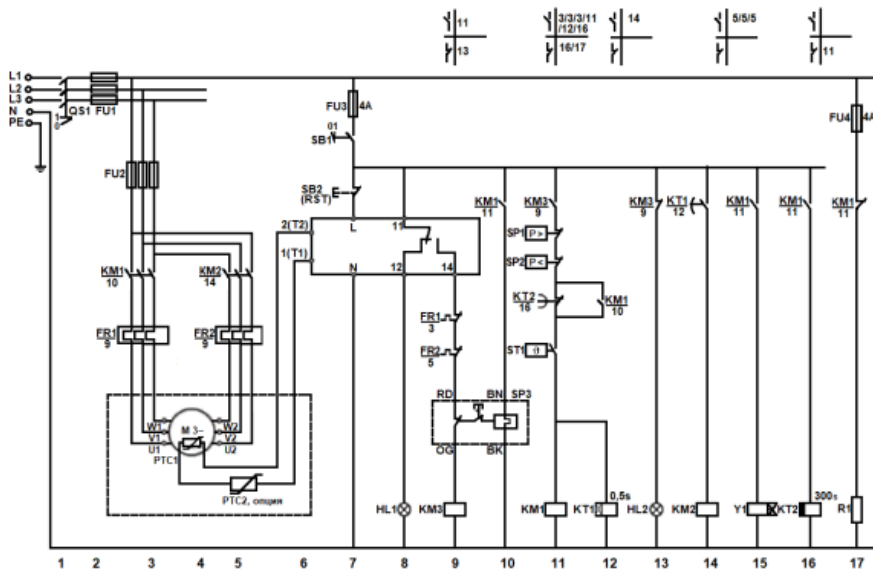 11
3/3/3/11
/12/16
14
5/5/5
13
16/17
11
L1
L2
L3
N
PE
1
0
QS1
FU1
FU3
4A
01
SB1
FU4
4A
FU2
SB2
(RST)
KM1
11
KM3
9
KM3
9
KT1
12
KM1
11
KM1
11
KM1
11
2(T2)
L
11
SP1
P >
1(T1)
N
12
14
SP2
P <
KM1
10
KM2
14
KT2
16
KM1
10
FR1
3
FR1
9
FR2
9
FR2
5
ST1
θ
RD
BN
SP3
W1
V1
U1
M 3~
W2
V2
U2
PTC1
OG
BK
PTC2, опция
HL1
KM3
KM1
KT1
0,5s
HL2
KM2
Y1
KT2
300s
R1
1 2 3 4 5 6 7 8 9 10 11 12 13 14 15 16 17